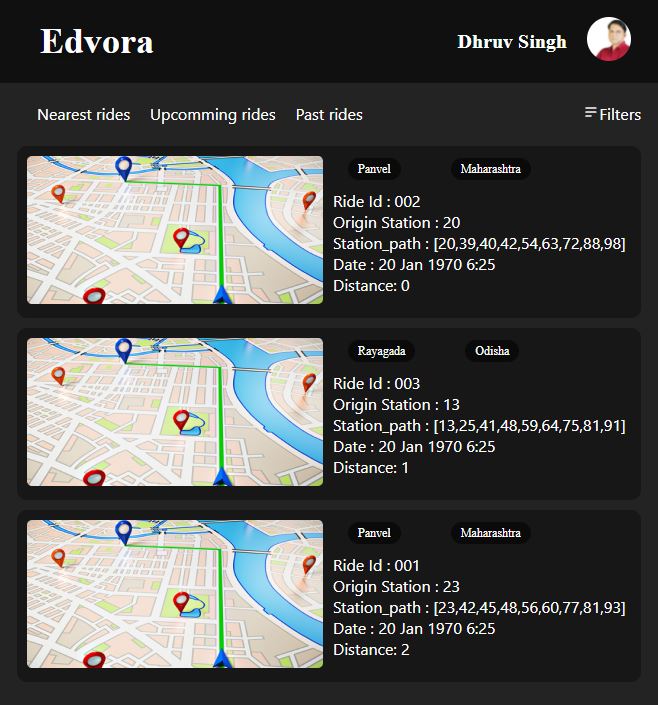 Edvora
Dhruv Singh
Nearest rides Upcomming rides Past rides Filters
Panvel Maharashtra
Ride Id : 002
Origin Station : 20
Station_path : [20,39,40,42,54,63,72,88,98]
Date : 20 Jan 1970 6:25
Distance: 0
Rayagada Odisha
Ride Id : 003
Origin Station : 13
Station_path : [13,25,41,48,59,64,75,81,91]
Date : 20 Jan 1970 6:25
Distance: 1
Panvel Maharashtra
Ride Id : 001
Origin Station : 23
Station_path : [23,42,45,48,56,60,77,81,93]
Date : 20 Jan 1970 6:25
Distance: 2